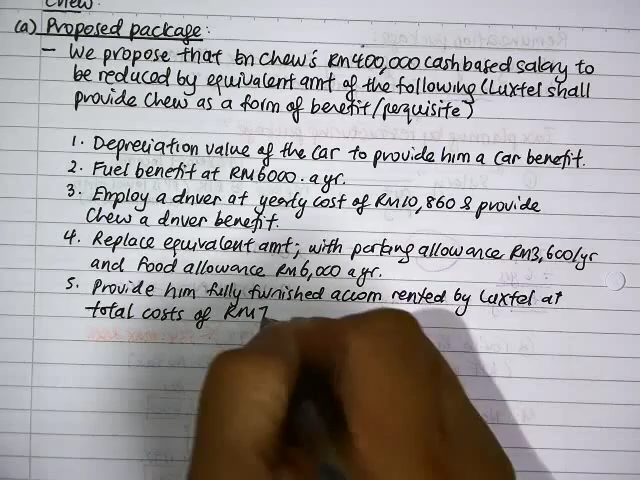 Chew:
(a) Proposed package:
- We propose that En Chew's RM400,000 cash based salary to
be reduced by equivalent amt of the following (Luxtel shall
provide Chew as a form of benefit/perquisite)
1. Depreciation value of the car to provide him a car benefit.
2. Fuel benefit at RM6000. a yr.
3. Employ a driver at yearly cost of RM10,860 & provide
Chew a driver benefit.
4. Replace equivalent amt; with parking allowance RM3,600/yr
and food allowance RM6,000 a yr.
5. Provide him fully furnished accom rented by Luxtel at
total costs of RM7